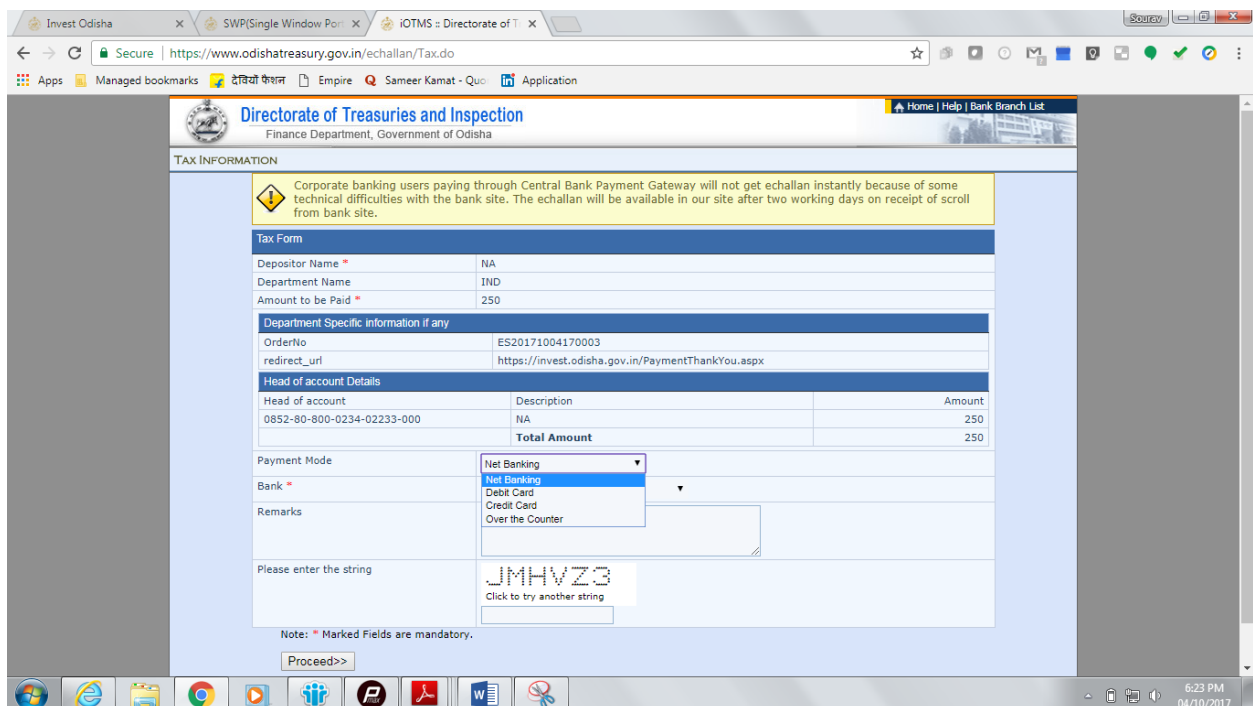 Invest Odisha
SWP(Single Window Port
iOTMS :: Directorate of T
Sourav
Secure | https://www.odishatreasury.gov.in/echallan/Tax.do
Apps Managed bookmarks देवियों फैशन Empire Sameer Kamat - Quo Application
Directorate of Treasuries and Inspection
Finance Department, Government of Odisha
Home | Help | Bank Branch List
TAX INFORMATION
Corporate banking users paying through Central Bank Payment Gateway will not get echallan instantly because of some
technical difficulties with the bank site. The echallan will be available in our site after two working days on receipt of scroll
from bank site.
Tax Form
Depositor Name * NA
Department Name IND
Amount to be Paid * 250
Department Specific information if any
OrderNo ES20171004170003
redirect_url https://invest.odisha.gov.in/PaymentThankYou.aspx
Head of account Details
Head of account Description Amount
0852-80-800-0234-02233-000 NA 250
Total Amount 250
Payment Mode Net Banking
Net Banking
Bank *
Debit Card
Credit Card
Remarks
Over the Counter
Please enter the string
JMHVZ3
Click to try another string
Note: * Marked Fields are mandatory.
Proceed>>
6:23 PM
04/10/2017